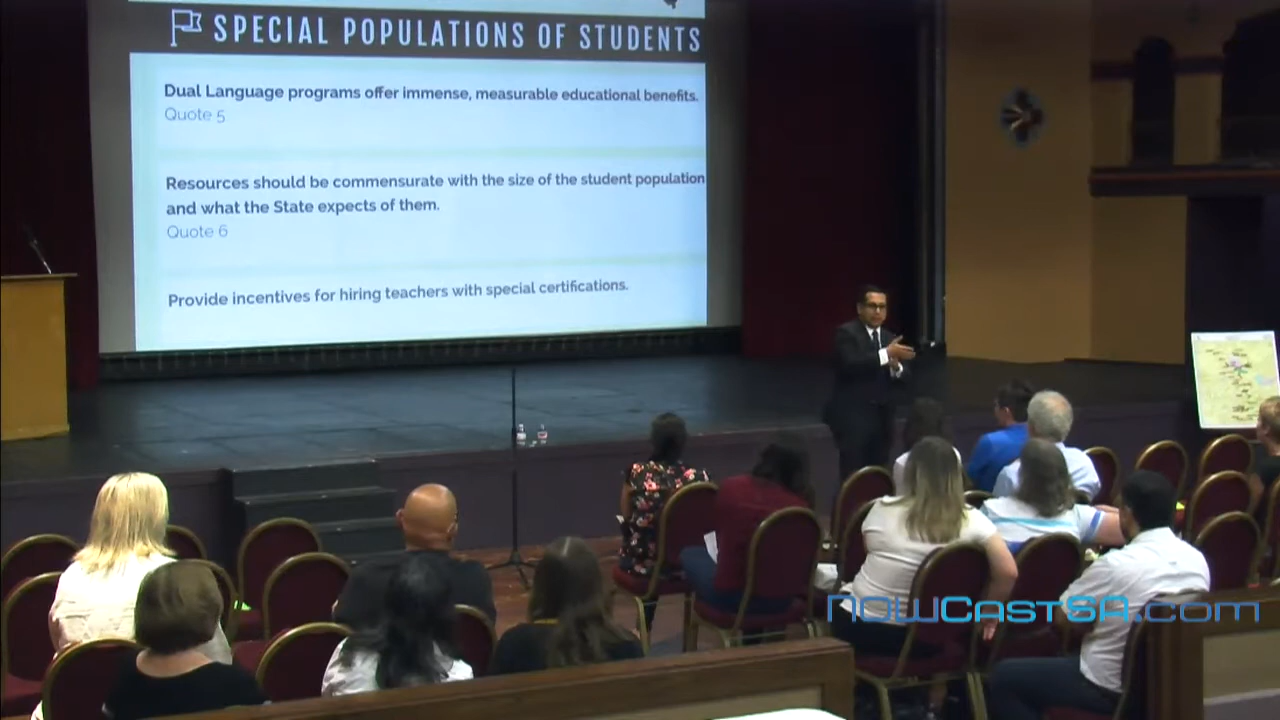 SPECIAL POPULATIONS OF STUDENTS
Dual Language programs offer immense, measurable educational benefits.
Quote 5
Resources should be commensurate with the size of the student population
and what the State expects of them.
Quote 6
Provide incentives for hiring teachers with special certifications.
NOWCastSA.com